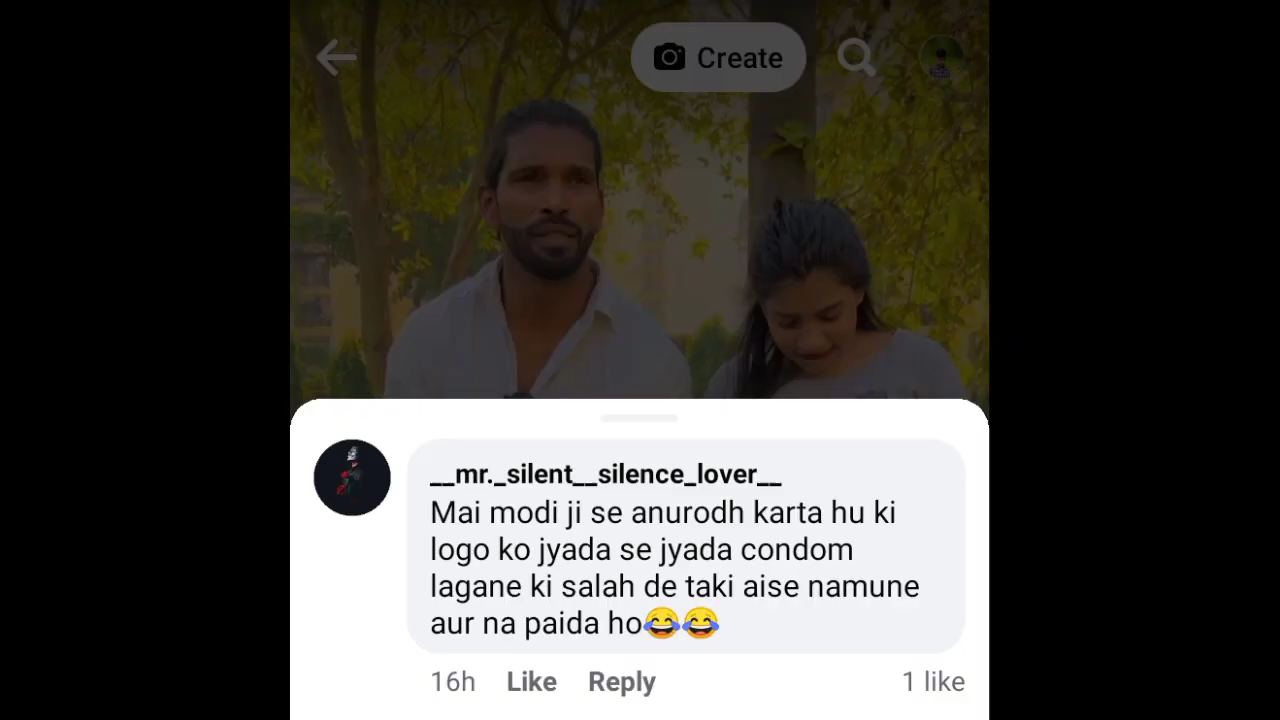 Create
__mr._silent__silence_lover__
Mai modi ji se anurodh karta hu ki
logo ko jyada se jyada condom
lagane ki salah de taki aise namune
aur na paida ho😂😂
16h Like Reply 1 like